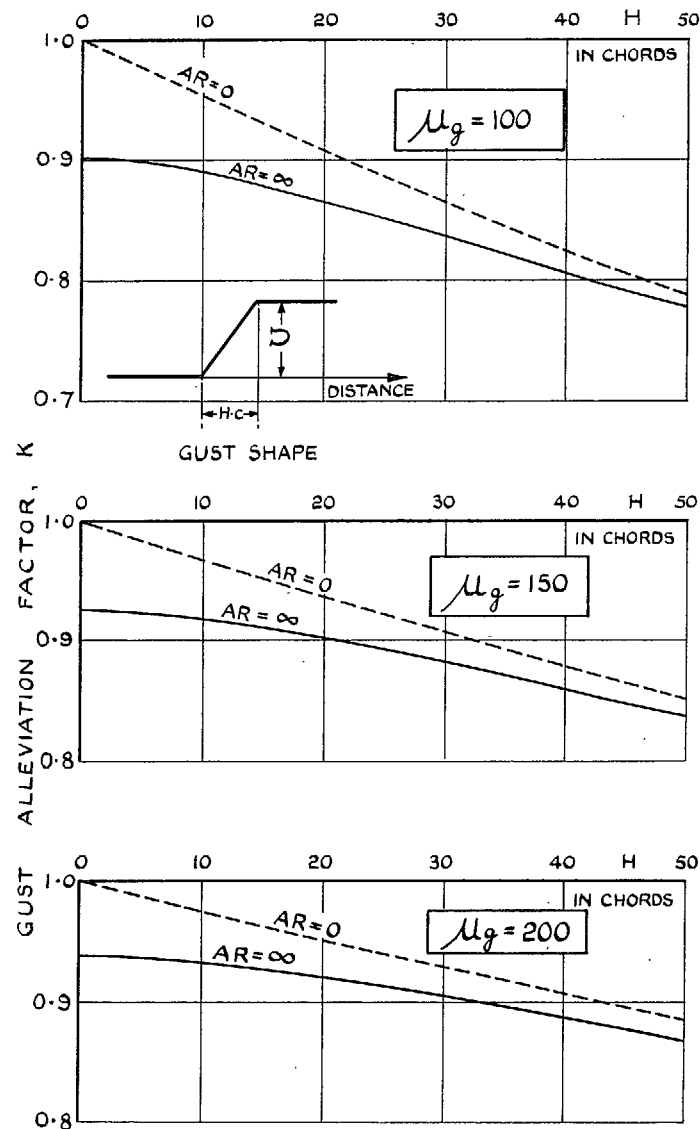 0 10 20 30 40 H 50
1·0
IN CHORDS
AR=0
μg = 100
0·9
AR=∞
0·8
U
DISTANCE
0·7
H·c
GUST SHAPE
GUST ALLEVIATION FACTOR, K
0 10 20 30 40 H 50
1·0
IN CHORDS
AR=0
μg = 150
AR=∞
0·9
0·8
0 10 20 30 40 H 50
1·0
IN CHORDS
AR=0
μg = 200
AR=∞
0·9
0·8